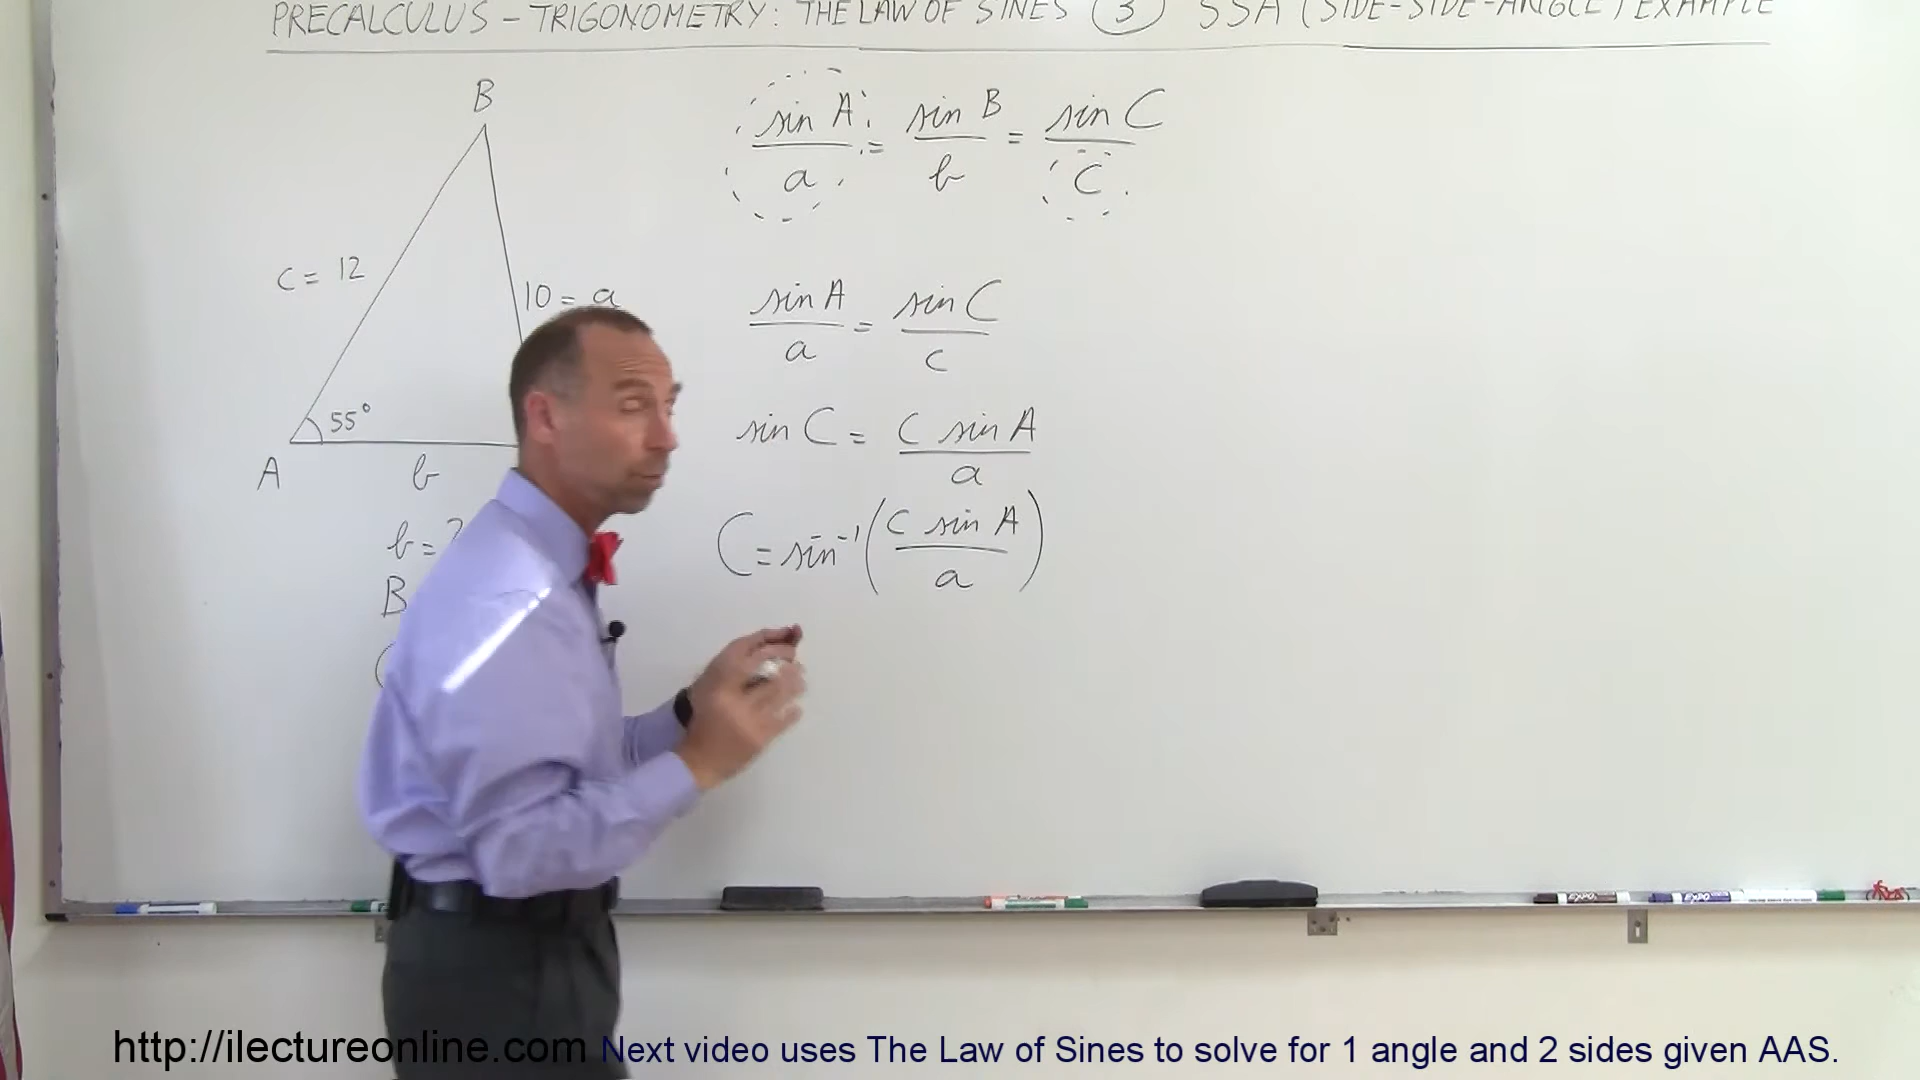 PRECALCULUS - TRIGONOMETRY: THE LAW OF SINES (3) SSA (SIDE-SIDE-ANGLE) EXAMPLE
B
c = 12
10 = a
55°
A
b
b = ?
B
sin A / a = sin B / b = sin C / C
sin A / a = sin C / c
sin C = C sin A / a
C = sin⁻¹ (C sin A / a)
http://ilectureonline.com Next video uses The Law of Sines to solve for 1 angle and 2 sides given AAS.